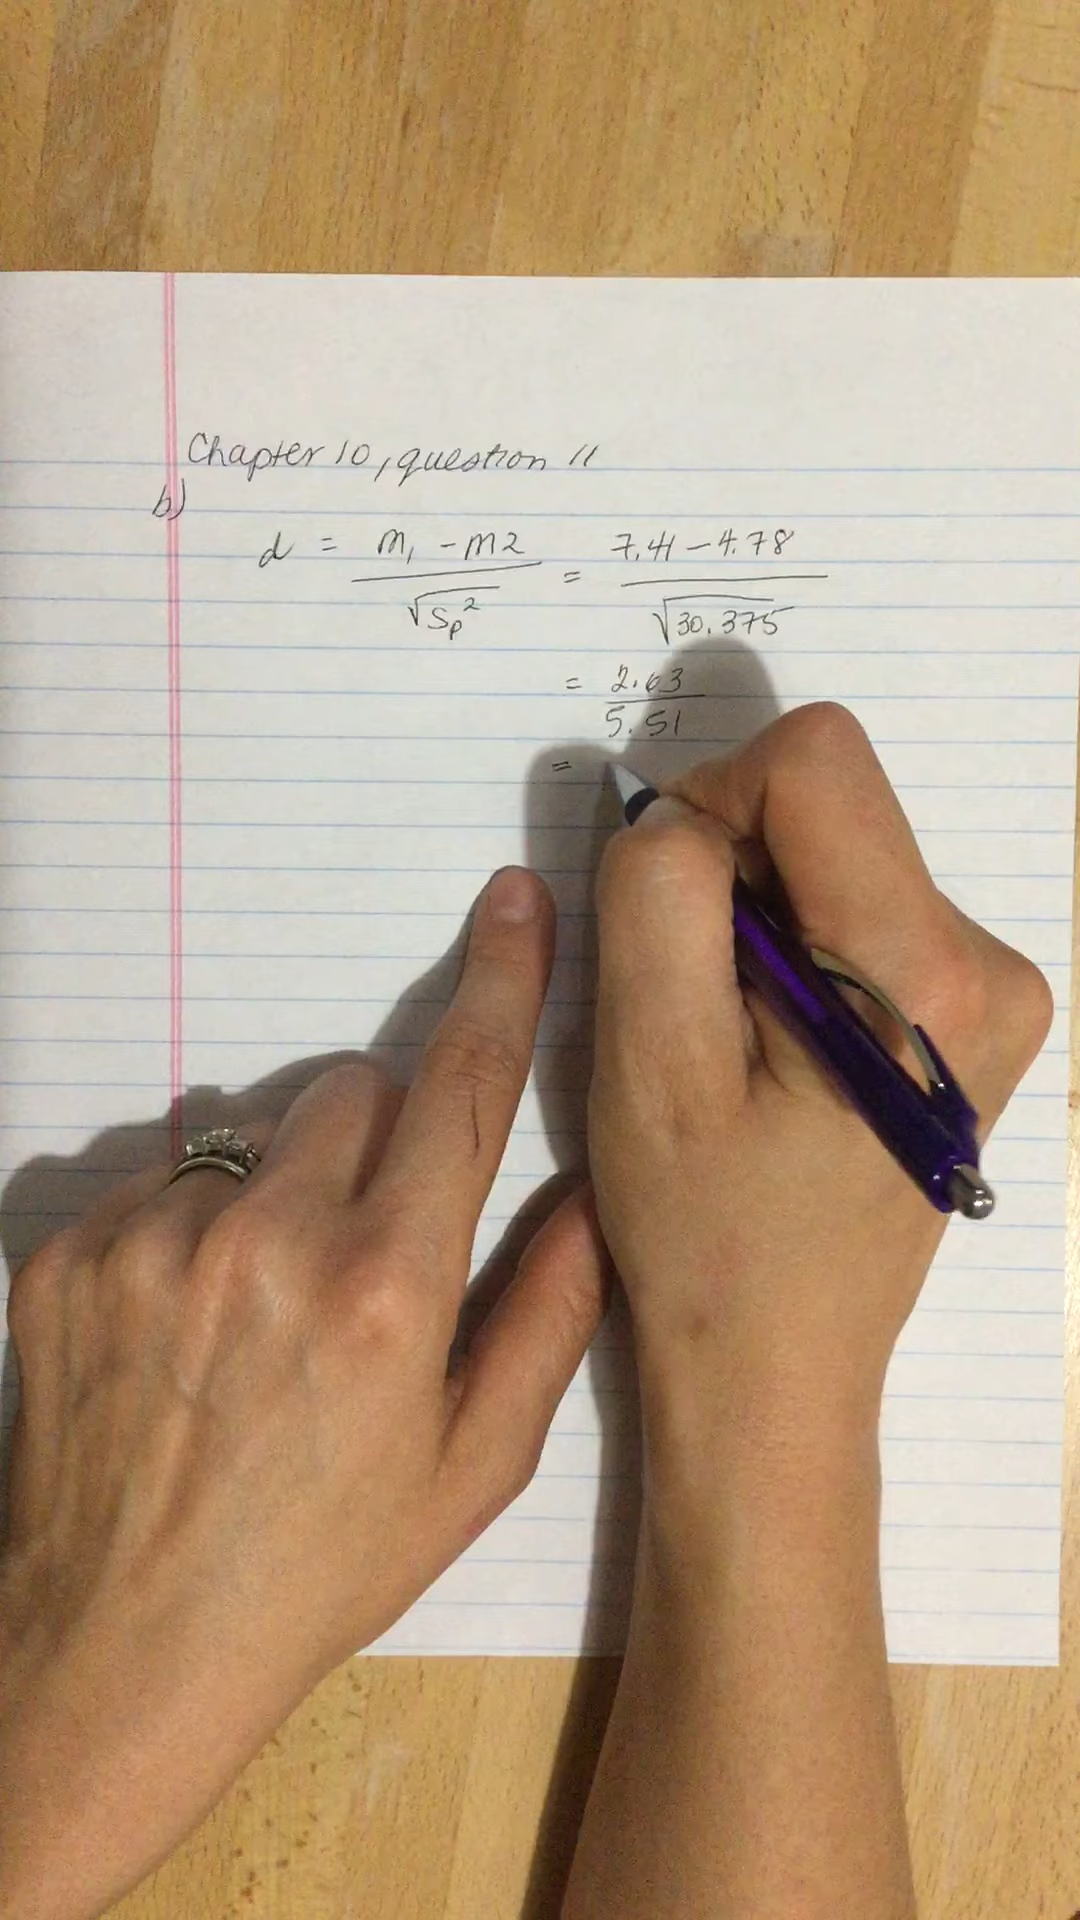 Chapter 10, question 11
b)
d = m₁ - m2 / √Sp² = 7.41 - 4.78 / √30.375
= 2.63 / 5.51
=